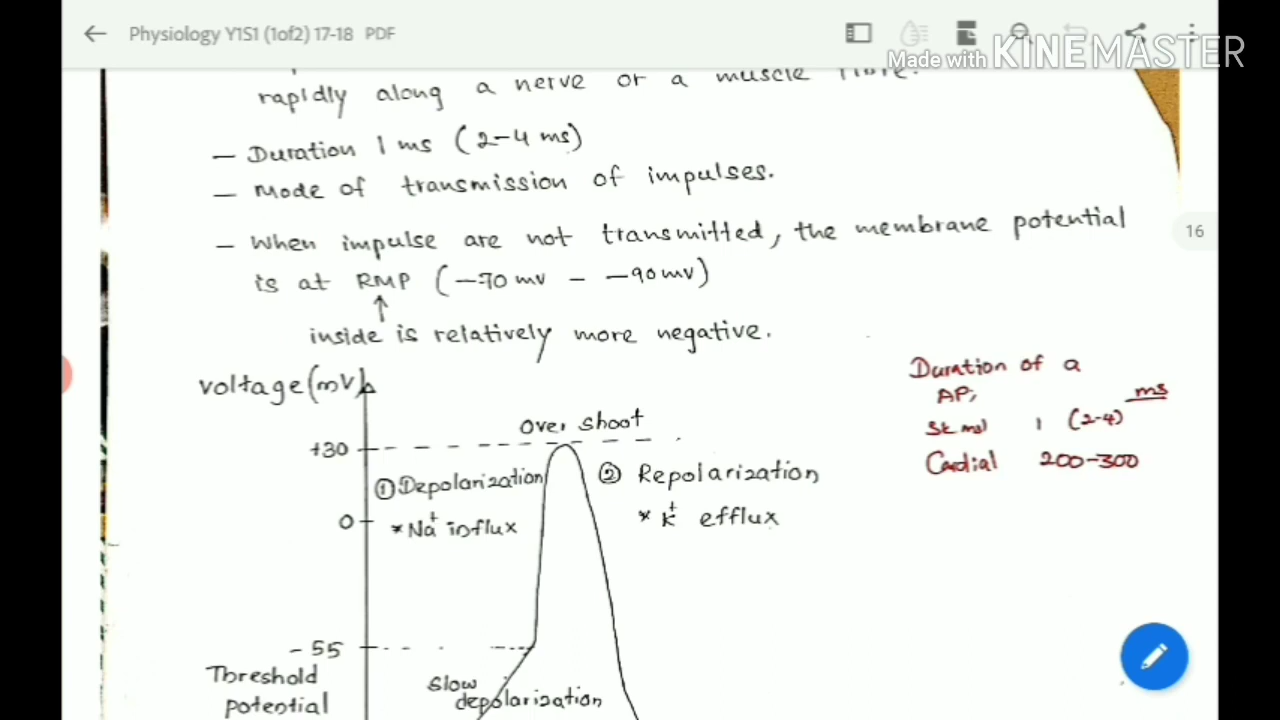 Physiology Y1S1 (1of2) 17-18 PDF
Made with KINEMASTER
rapidly along a nerve or a muscle fibre.
— Duration 1 ms (2-4 ms)
— Mode of transmission of impulses.
— When impulse are not transmitted, the membrane potential
is at RMP (-70 mv - -90 mv)
↑
inside is relatively more negative.
16
voltage (mV)
Over shoot
+30
① Depolarization
② Repolarization
0
* Na⁺ influx
* K⁺ efflux
- 55
Threshold
potential
Slow
depolarization
Duration of a
AP;
ms
1 (2-4)
200-300